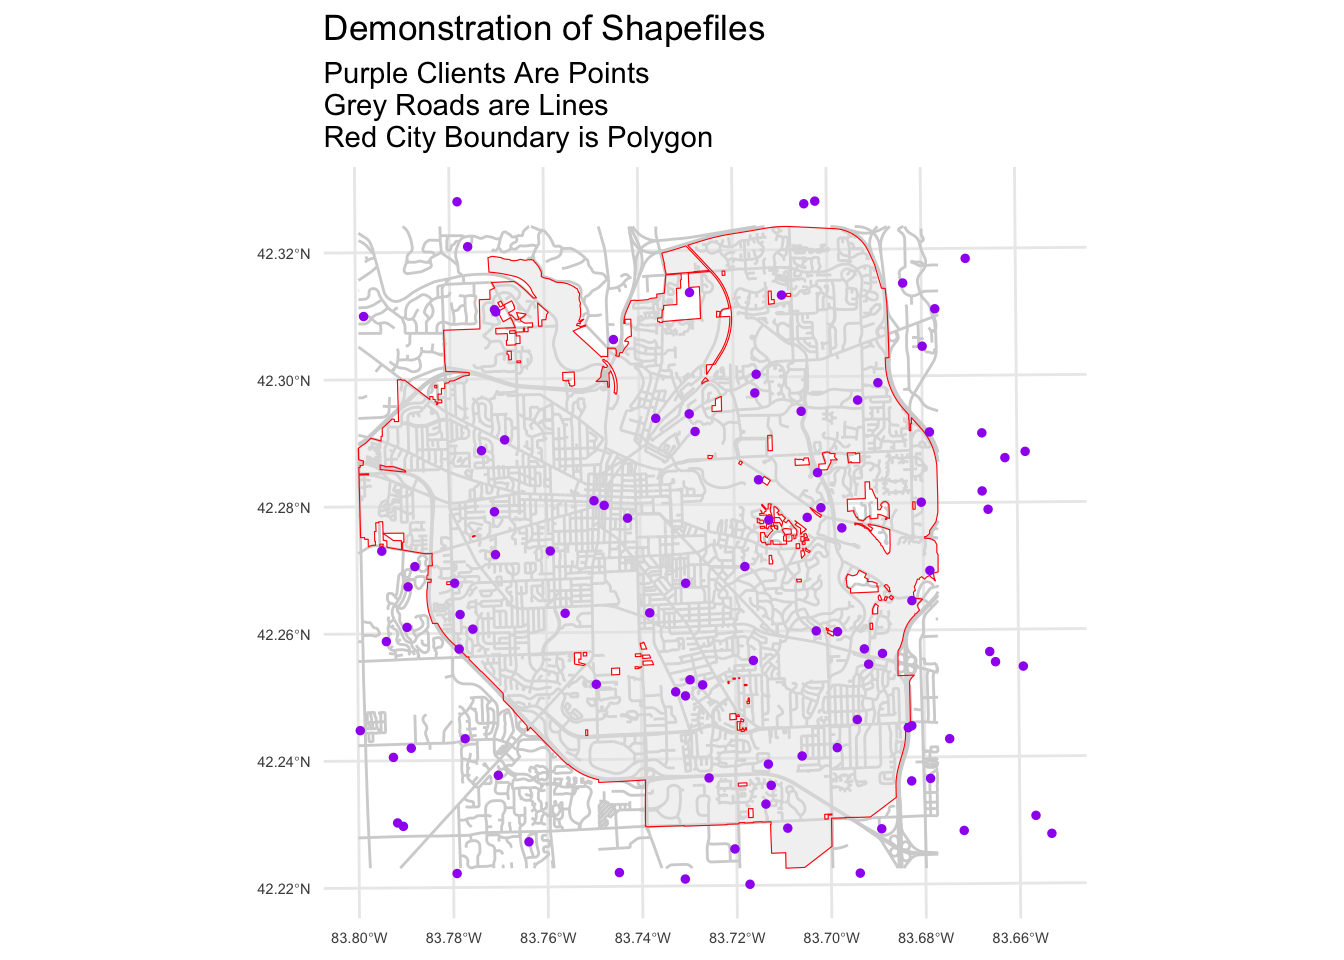 Demonstration of Shapefiles
Purple Clients Are Points
Grey Roads are Lines
Red City Boundary is Polygon
42.32°N
42.30°N
42.28°N
42.26°N
42.24°N
42.22°N
83.80°W 83.78°W 83.76°W 83.74°W 83.72°W 83.70°W 83.68°W 83.66°W